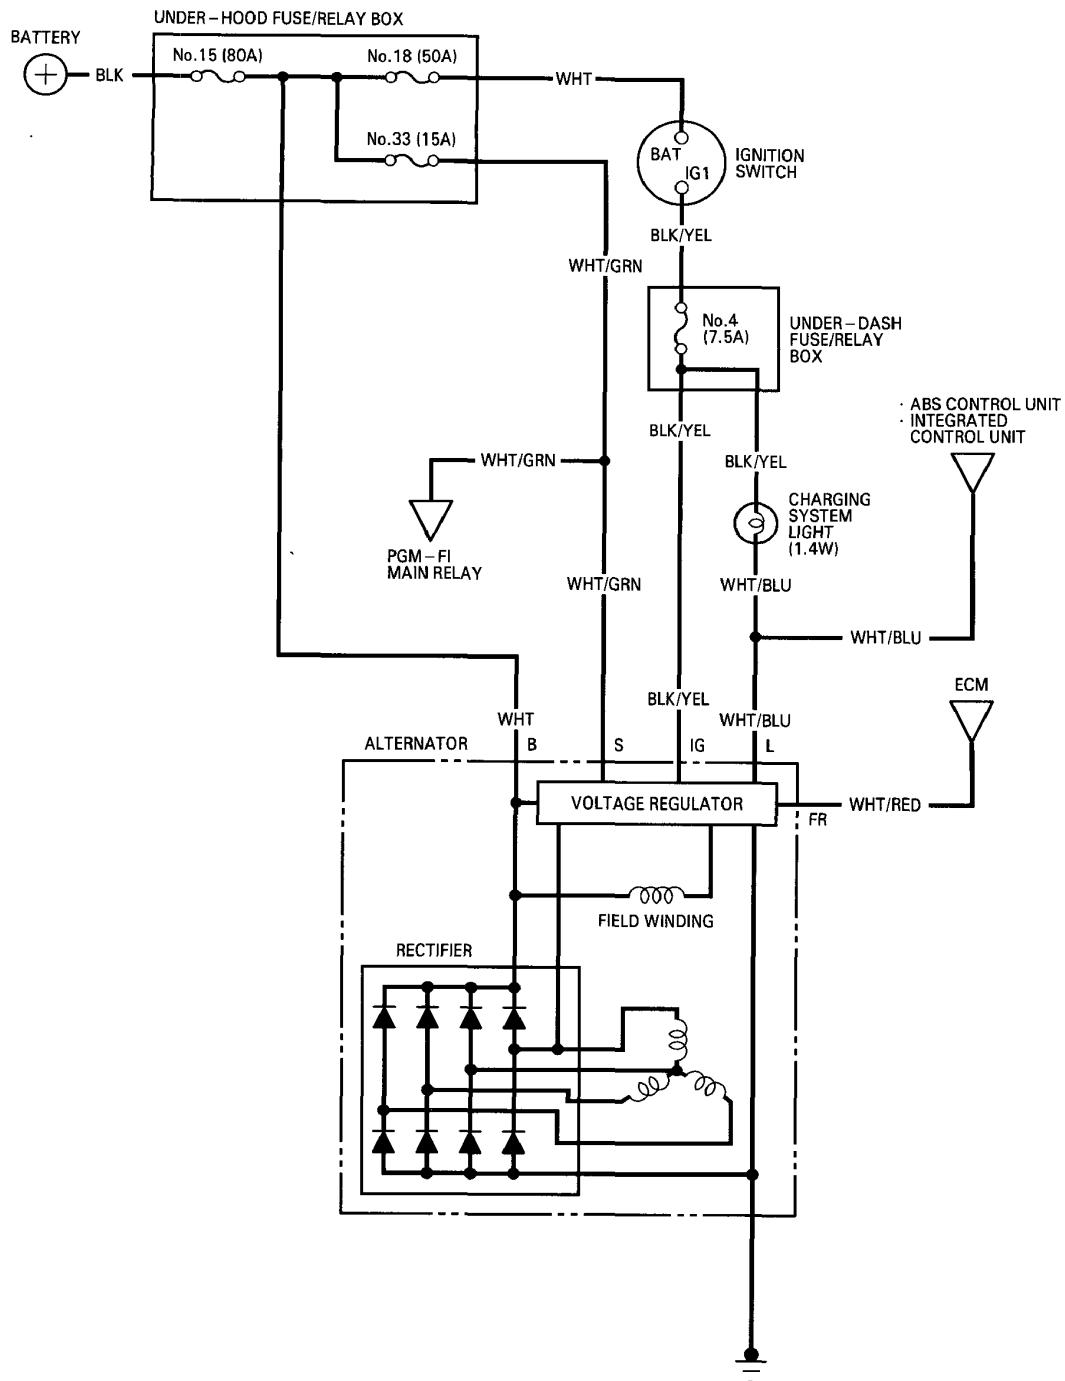 UNDER-HOOD FUSE/RELAY BOX
BATTERY
No.15 (80A)
No.18 (50A)
+
BLK
WHT
No.33 (15A)
BAT
IG1
IGNITION
SWITCH
BLK/YEL
WHT/GRN
No.4
(7.5A)
UNDER-DASH
FUSE/RELAY
BOX
· ABS CONTROL UNIT
· INTEGRATED
CONTROL UNIT
BLK/YEL
WHT/GRN
BLK/YEL
CHARGING
SYSTEM
LIGHT
(1.4W)
PGM-FI
MAIN RELAY
WHT/GRN
WHT/BLU
WHT/BLU
ECM
BLK/YEL
WHT
WHT/BLU
ALTERNATOR
B
S
IG
L
VOLTAGE REGULATOR
WHT/RED
FR
FIELD WINDING
RECTIFIER